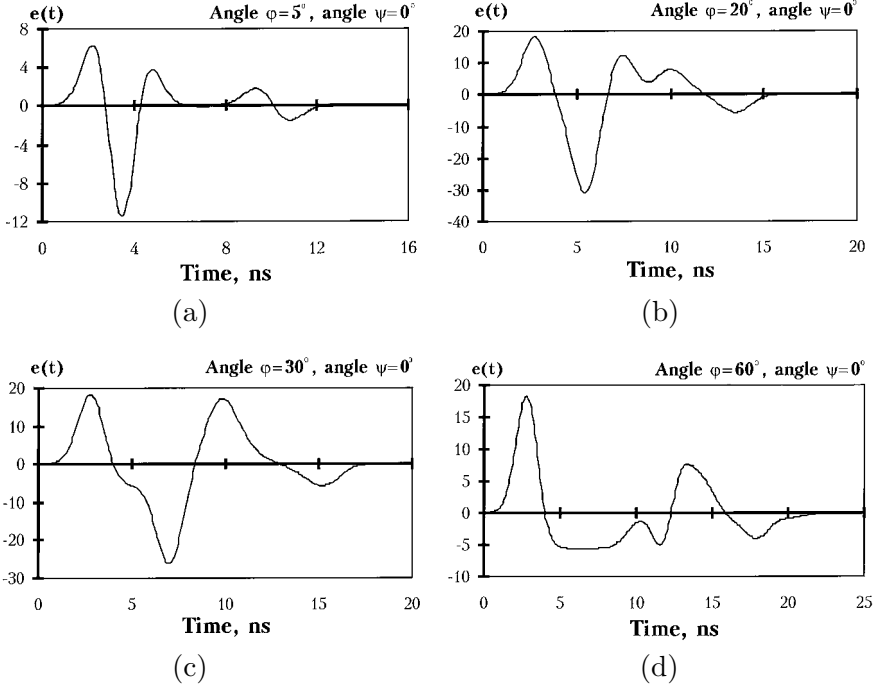 e(t) Angle φ=5°, angle ψ=0°
8
4
0
-4
-8
-12
0 4 8 12 16
Time, ns
(a)
e(t) Angle φ=20°, angle ψ=0°
20
10
0
-10
-20
-30
-40
0 5 10 15 20
Time, ns
(b)
e(t) Angle φ=30°, angle ψ=0°
20
10
0
-10
-20
-30
0 5 10 15 20
Time, ns
(c)
e(t) Angle φ=60°, angle ψ=0°
20
15
10
5
0
-5
-10
0 5 10 15 20 25
Time, ns
(d)